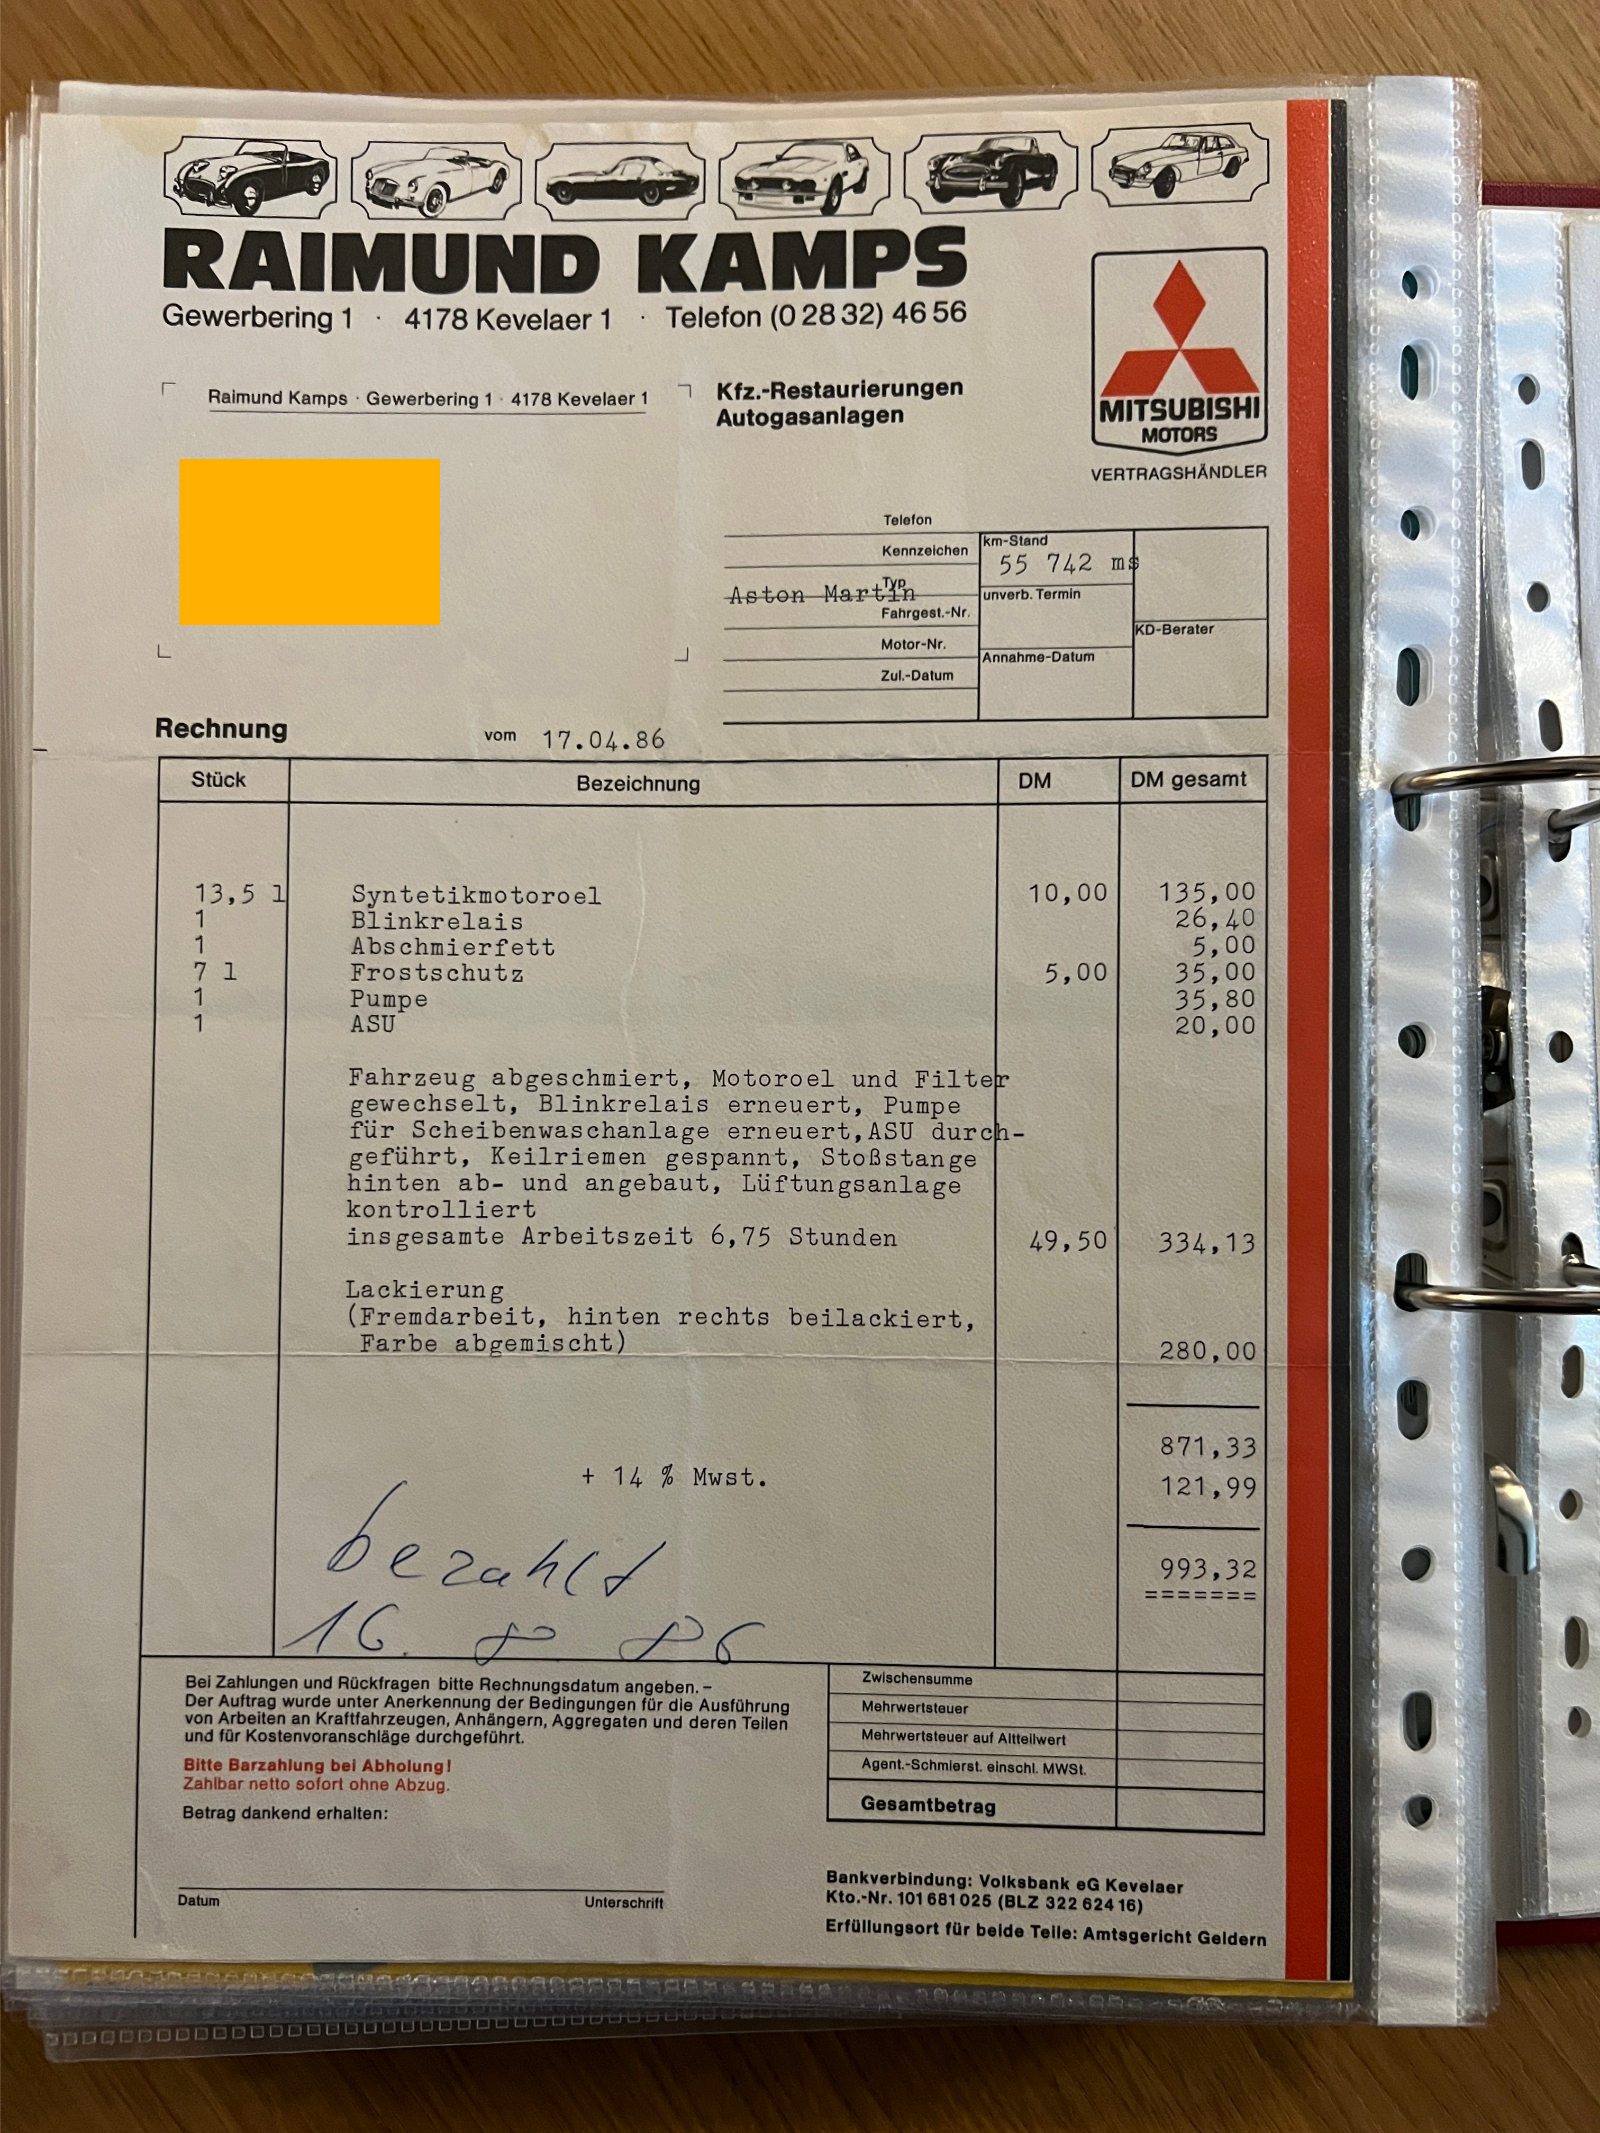 RAIMUND KAMPS
Gewerbering 1 · 4178 Kevelaer 1 · Telefon (0 28 32) 46 56
Raimund Kamps · Gewerbering 1 · 4178 Kevelaer 1
Kfz.-Restaurierungen
Autogasanlagen
MITSUBISHI
MOTORS
VERTRAGSHÄNDLER
Telefon
Kennzeichen
km-Stand
55 742 ms
Typ
Aston Martin
unverb. Termin
Fahrgest.-Nr.
KD-Berater
Motor-Nr.
Annahme-Datum
Zul.-Datum
Rechnung vom 17.04.86
Stück Bezeichnung DM DM gesamt
13,5 l Syntetikmotoroel 10,00 135,00
1 Blinkrelais 26,40
1 Abschmierfett 5,00
7 l Frostschutz 5,00 35,00
1 Pumpe 35,80
1 ASU 20,00
Fahrzeug abgeschmiert, Motoroel und Filter
gewechselt, Blinkrelais erneuert, Pumpe
für Scheibenwaschanlage erneuert,ASU durch-
geführt, Keilriemen gespannt, Stoßstange
hinten ab- und angebaut, Lüftungsanlage
kontrolliert
insgesamte Arbeitszeit 6,75 Stunden 49,50 334,13
Lackierung
(Fremdarbeit, hinten rechts beilackiert,
Farbe abgemischt) 280,00
871,33
+ 14 % Mwst. 121,99
993,32
=======
bezahlt
16. 8 86
Bei Zahlungen und Rückfragen bitte Rechnungsdatum angeben. –
Der Auftrag wurde unter Anerkennung der Bedingungen für die Ausführung
von Arbeiten an Kraftfahrzeugen, Anhängern, Aggregaten und deren Teilen
und für Kostenvoranschläge durchgeführt.
Bitte Barzahlung bei Abholung!
Zahlbar netto sofort ohne Abzug.
Betrag dankend erhalten:
Datum Unterschrift
Zwischensumme
Mehrwertsteuer
Mehrwertsteuer auf Altteilwert
Agent.-Schmierst. einschl. MWSt.
Gesamtbetrag
Bankverbindung: Volksbank eG Kevelaer
Kto.-Nr. 101 681 025 (BLZ 322 624 16)
Erfüllungsort für beide Teile: Amtsgericht Geldern